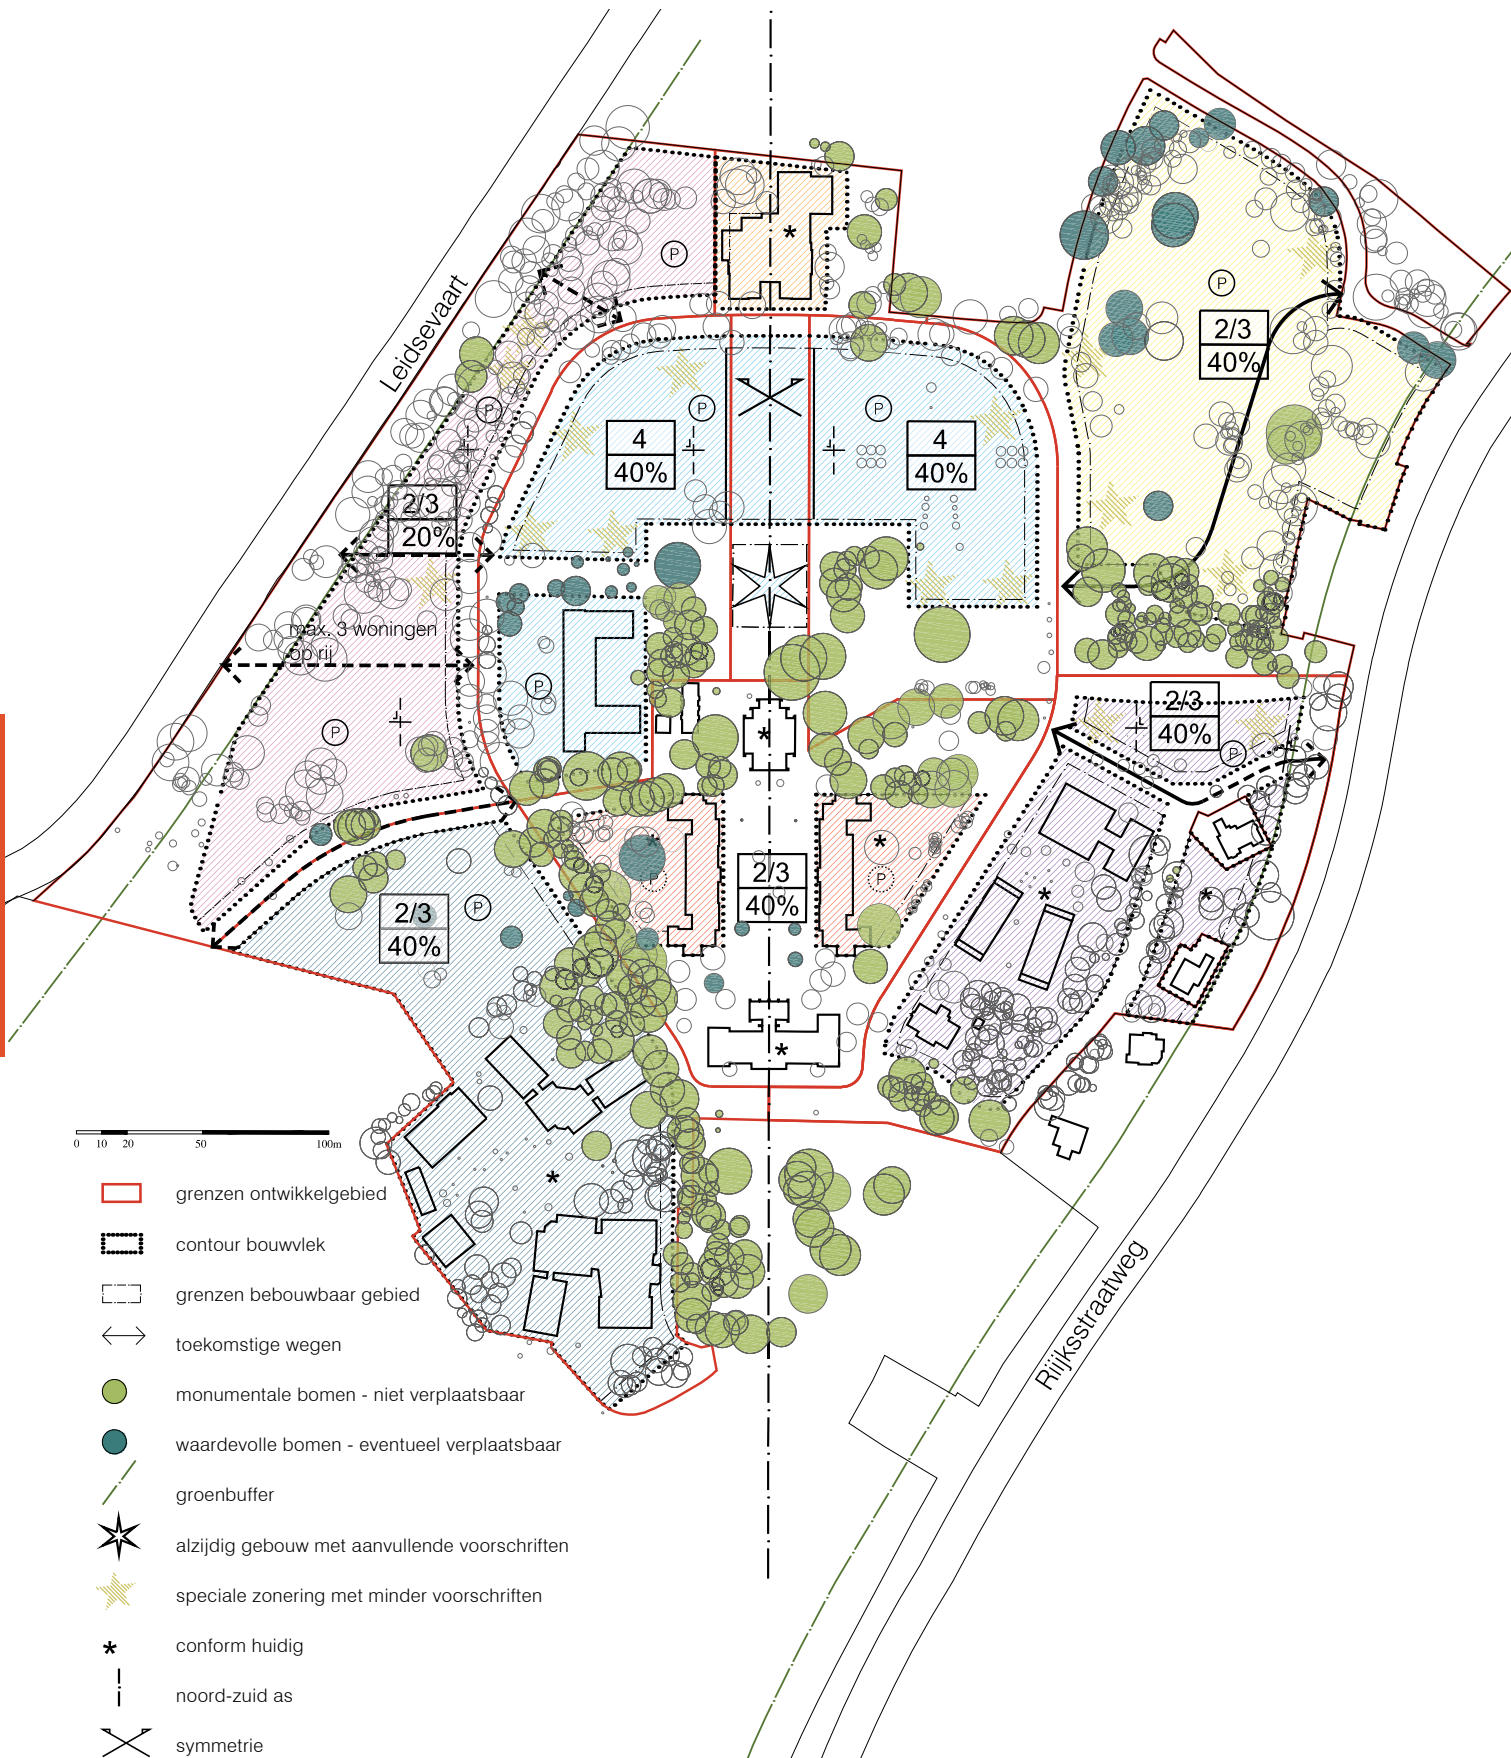 Leidsevaart
P
P
2/3
40%
P
P
P
4
40%
4
40%
2/3
20%
max. 3 woningen
op rij
P
P
2/3
40%
P
*
*
*
*
P
P
2/3
40%
*
*
2/3
40%
P
*
*
0 10 20 50 100m
grenzen ontwikkelgebied
contour bouwvlek
grenzen bebouwbaar gebied
toekomstige wegen
monumentale bomen - niet verplaatsbaar
waardevolle bomen - eventueel verplaatsbaar
groenbuffer
alzijdig gebouw met aanvullende voorschriften
speciale zonering met minder voorschriften
* conform huidig
noord-zuid as
symmetrie
Riijksstraatweg